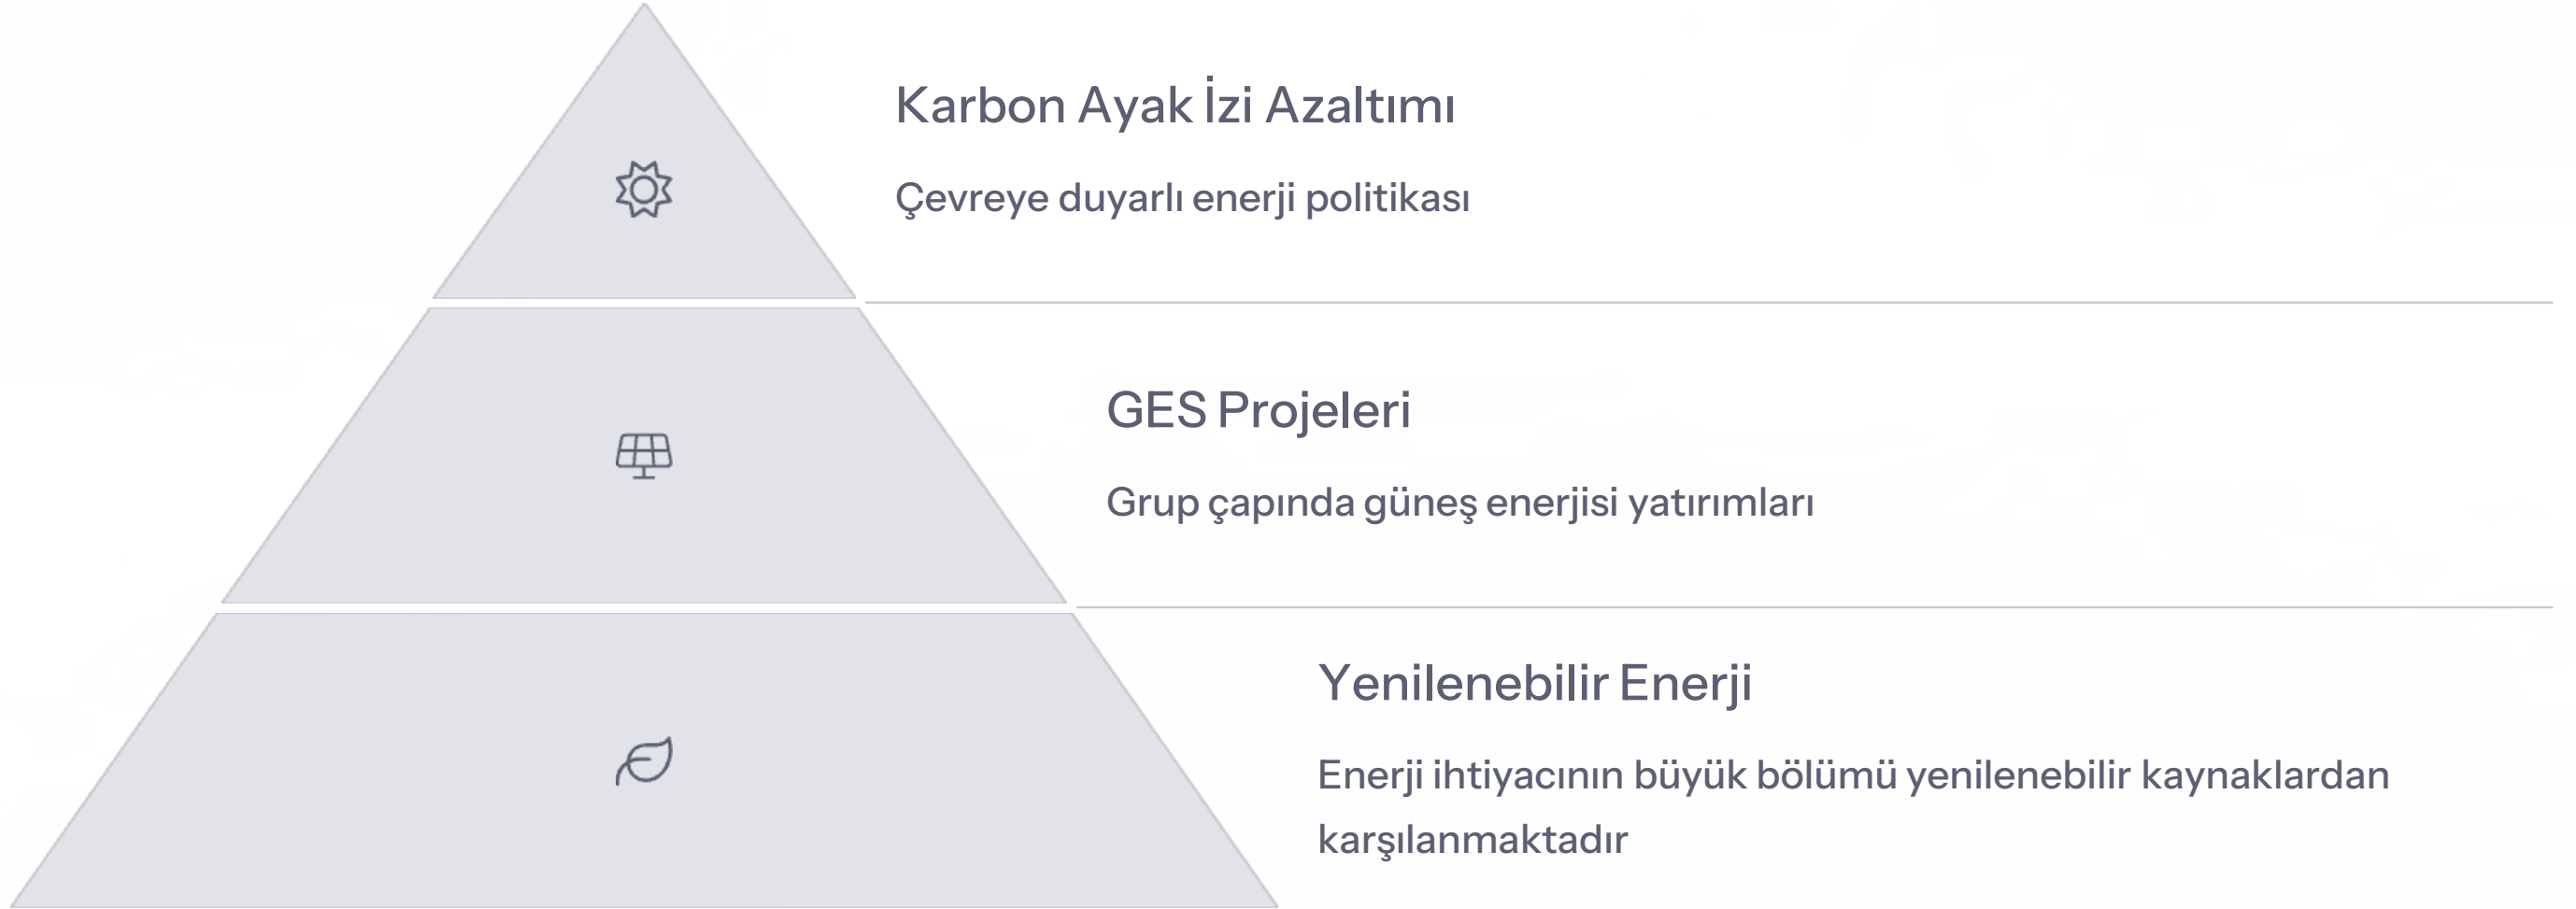 Karbon Ayak İzi Azaltımı
Çevreye duyarlı enerji politikası
GES Projeleri
Grup çapında güneş enerjisi yatırımları
Yenilenebilir Enerji
Enerji ihtiyacının büyük bölümü yenilenebilir kaynaklardan
karşılanmaktadır